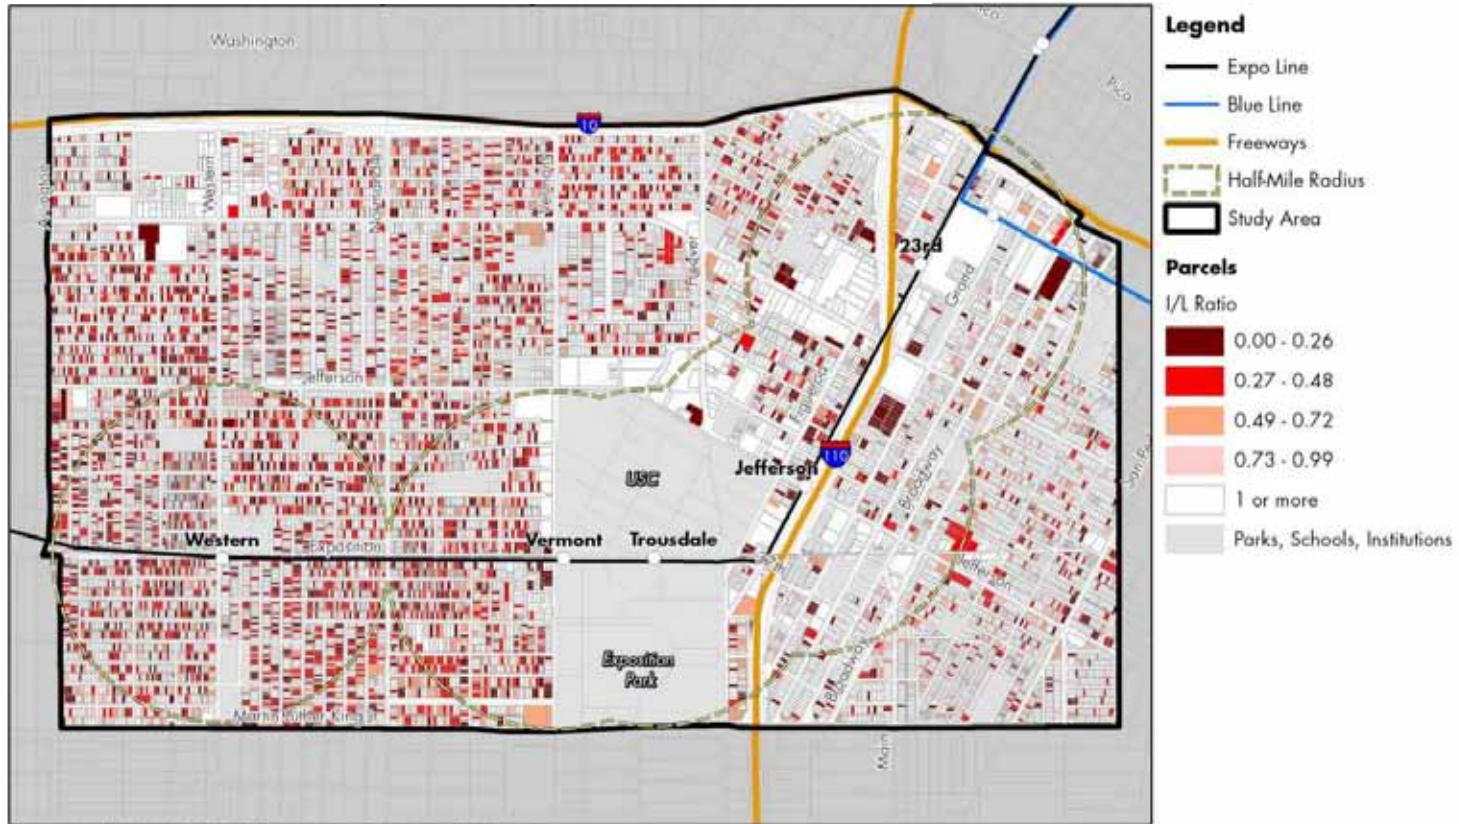 Washington
Pico
Pico
Legend
Expo Line
Blue Line
Freeways
Half-Mile Radius
Study Area
Parcels
I/L Ratio
0.00 - 0.26
0.27 - 0.48
0.49 - 0.72
0.73 - 0.99
1 or more
Parks, Schools, Institutions
10
Arlington
Western
Normandie
Vermont
Hoover
23rd
Grand
Jefferson
Figueroa
110
Jefferson
Broadway
USC
Western
Exposition
Vermont
Trousdale
Jefferson
Exposition
Park
Broadway
Martin Luther King Jr
Main